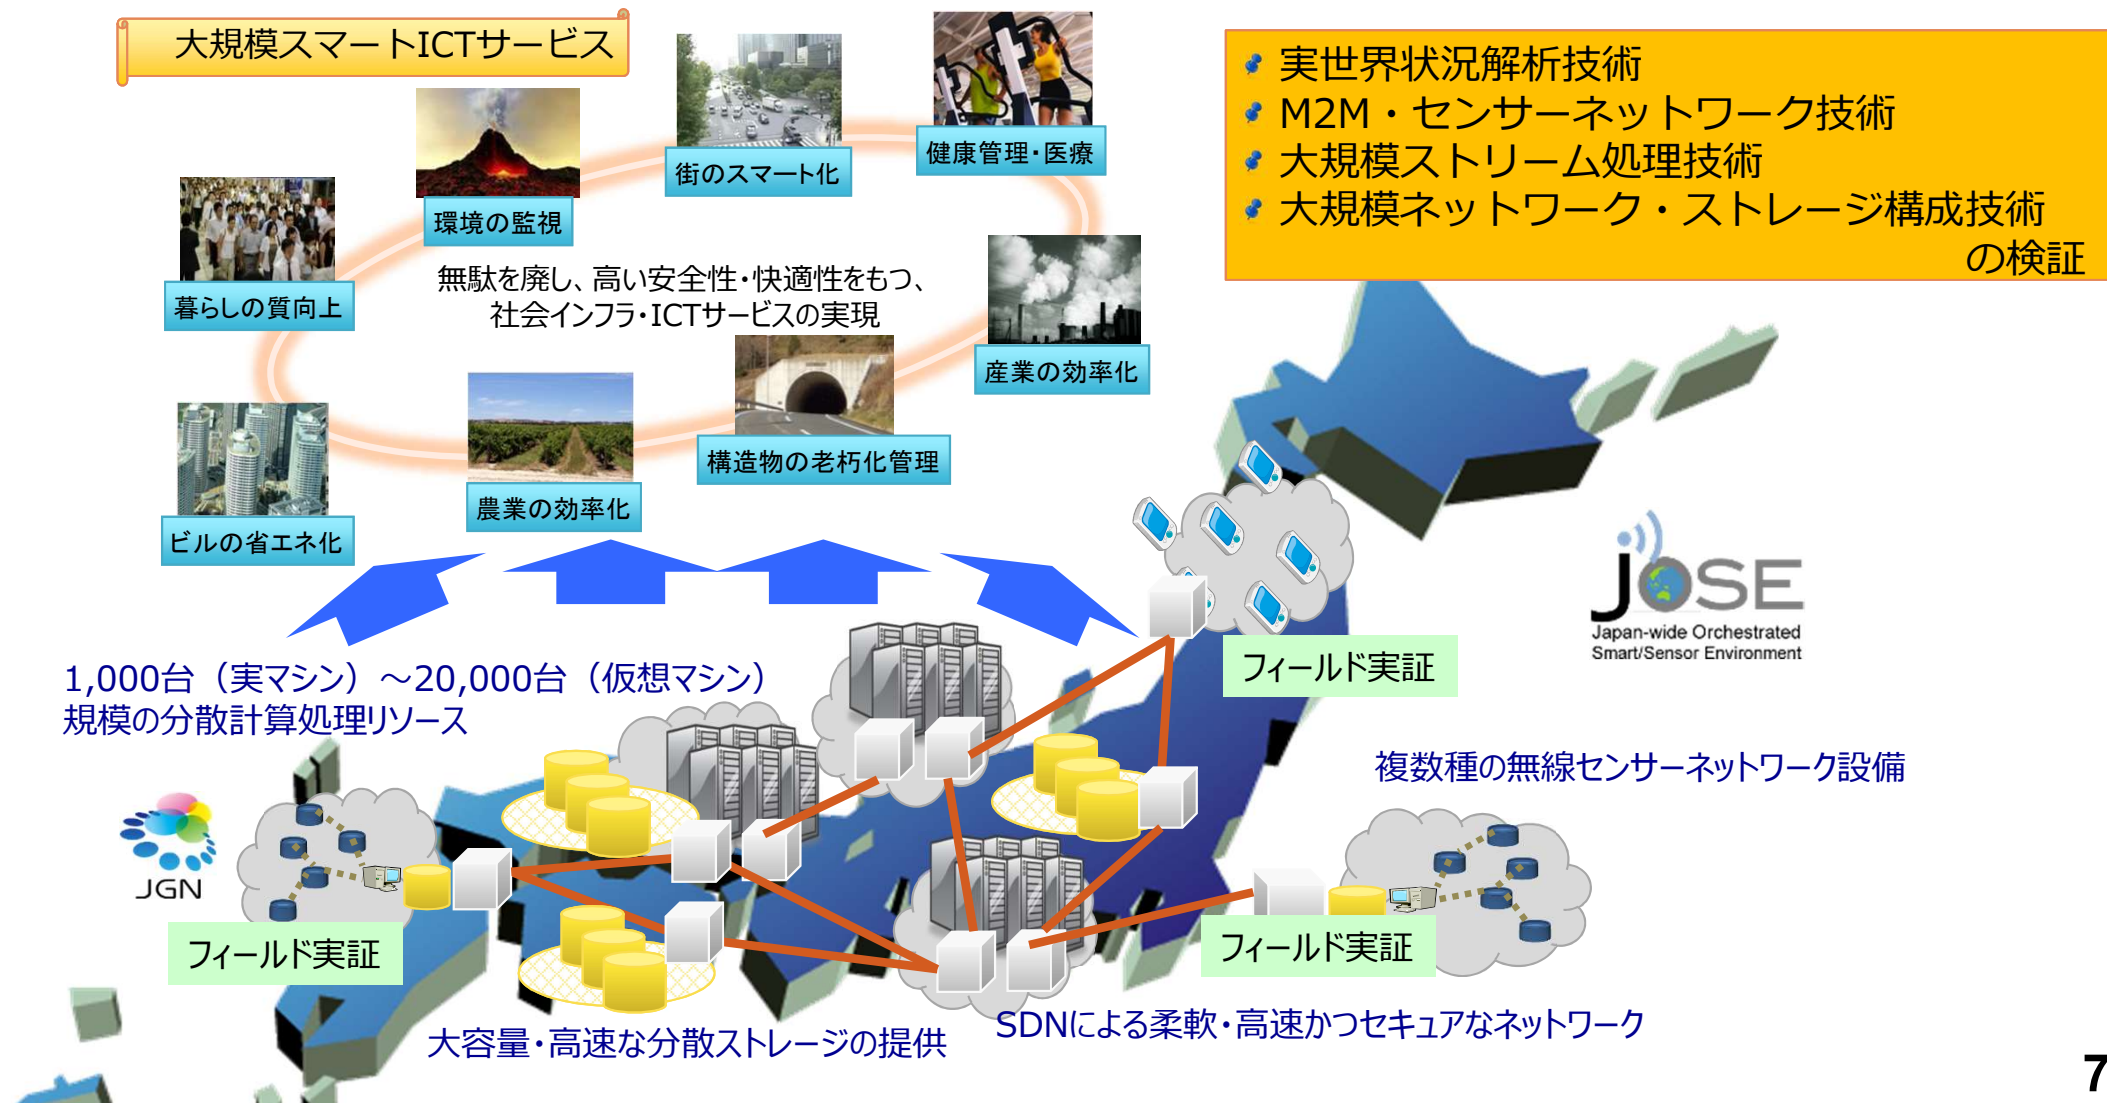 大規模スマートICTサービス
実世界状況解析技術
M2M・センサーネットワーク技術
大規模ストリーム処理技術
大規模ネットワーク・ストレージ構成技術
の検証
健康管理・医療
街のスマート化
環境の監視
暮らしの質向上
無駄を廃し、高い安全性・快適性をもつ、
社会インフラ・ICTサービスの実現
産業の効率化
構造物の老朽化管理
農業の効率化
ビルの省エネ化
JOSE
Japan-wide Orchestrated
Smart/Sensor Environment
フィールド実証
1,000台（実マシン）～20,000台（仮想マシン）
規模の分散計算処理リソース
複数種の無線センサーネットワーク設備
JGN
フィールド実証
フィールド実証
SDNによる柔軟・高速かつセキュアなネットワーク
大容量・高速な分散ストレージの提供
7